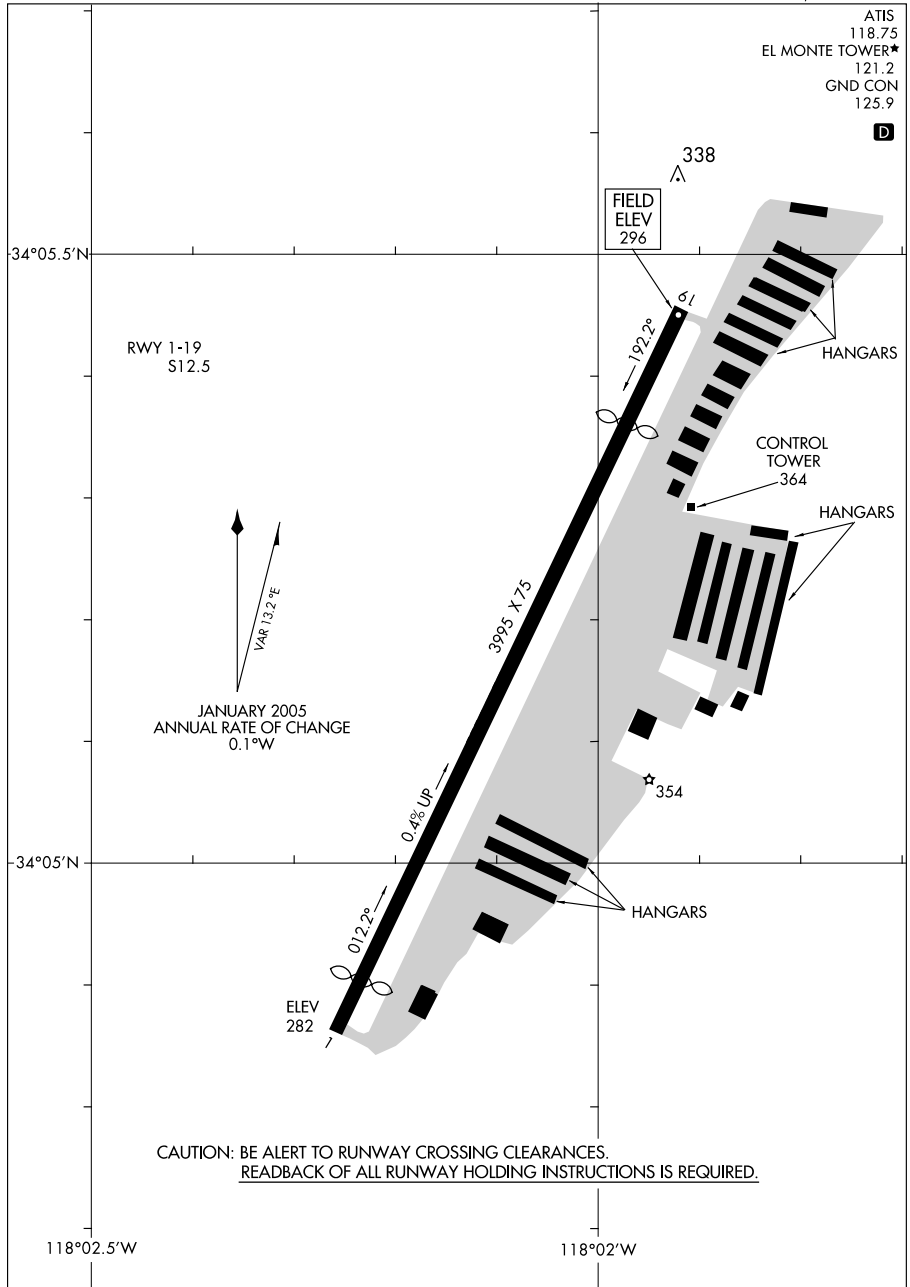 ATIS
118.75
EL MONTE TOWER★
121.2
GND CON
125.9
D
338
FIELD
ELEV
296
34°05.5'N
19
192.2°
RWY 1-19
S12.5
HANGARS
CONTROL
TOWER
364
HANGARS
VAR 13.2 °E
3995 X 75
JANUARY 2005
ANNUAL RATE OF CHANGE
0.1°W
354
0.4% UP
34°05'N
HANGARS
012.2°
ELEV
282
1
CAUTION: BE ALERT TO RUNWAY CROSSING CLEARANCES.
READBACK OF ALL RUNWAY HOLDING INSTRUCTIONS IS REQUIRED.
118°02.5'W
118°02'W